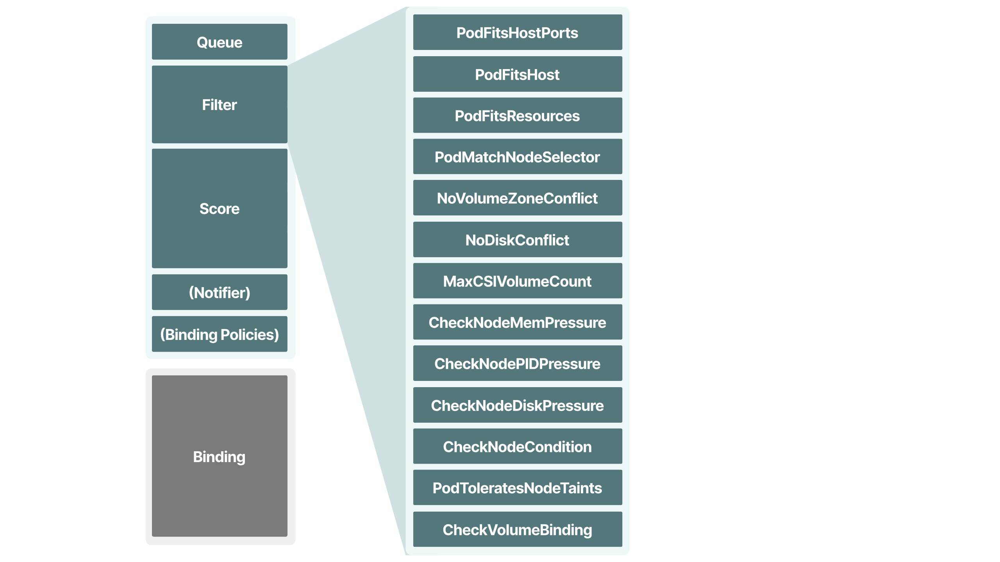 Queue
Filter
Score
(Notifier)
(Binding Policies)
Binding
PodFitsHostPorts
PodFitsHost
PodFitsResources
PodMatchNodeSelector
NoVolumeZoneConflict
NoDiskConflict
MaxCSIVolumeCount
CheckNodeMemPressure
CheckNodePIDPressure
CheckNodeDiskPressure
CheckNodeCondition
PodToleratesNodeTaints
CheckVolumeBinding